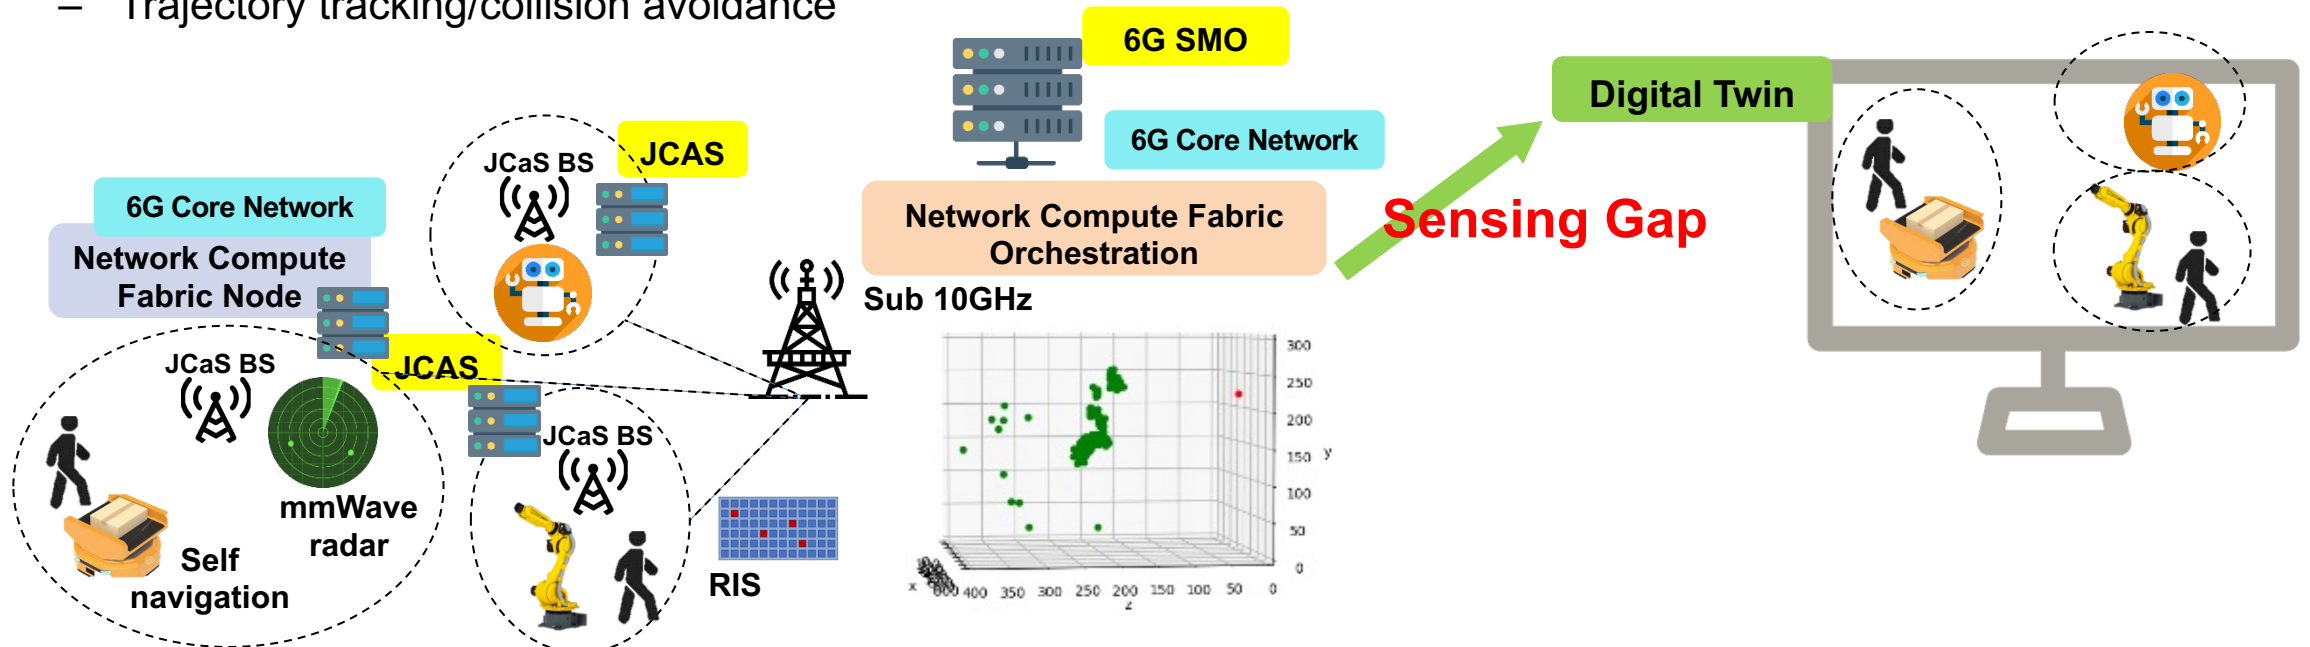 – Trajectory tracking/collision avoidance
6G SMO
Digital Twin
6G Core Network
JCaS BS
JCAS
6G Core Network
Network Compute
Fabric Node
Network Compute Fabric
Orchestration
Sensing Gap
Sub 10GHz
JCaS BS
JCAS
JCaS BS
mmWave
radar
Self
navigation
RIS
300
250
200
150 y
100
50
0
x
400 350 300 250 200 150 100 50 0
z